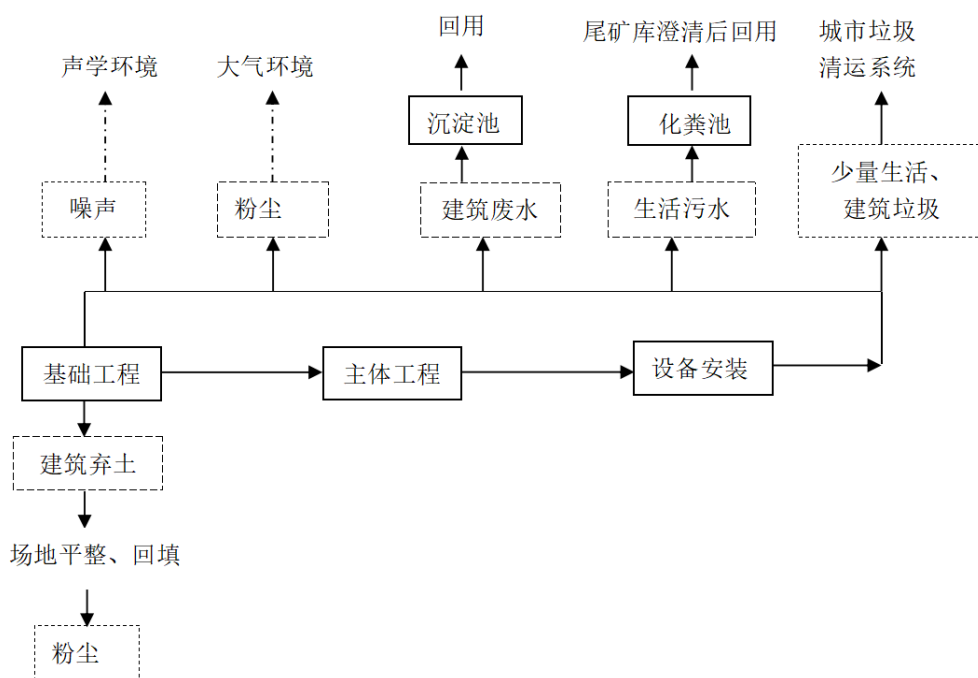 回用
尾矿库澄清后回用
城市垃圾
清运系统
声学环境
大气环境
沉淀池
化粪池
噪声
粉尘
建筑废水
生活污水
少量生活、
建筑垃圾
基础工程
主体工程
设备安装
建筑弃土
场地平整、回填
粉尘